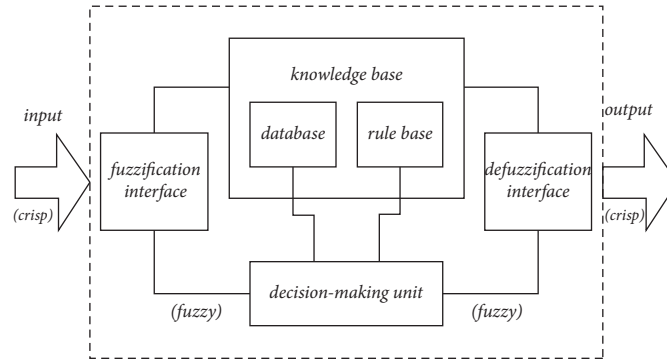 knowledge base
input
output
database
rule base
fuzzification
interface
defuzzification
interface
(crisp)
(crisp)
decision-making unit
(fuzzy)
(fuzzy)